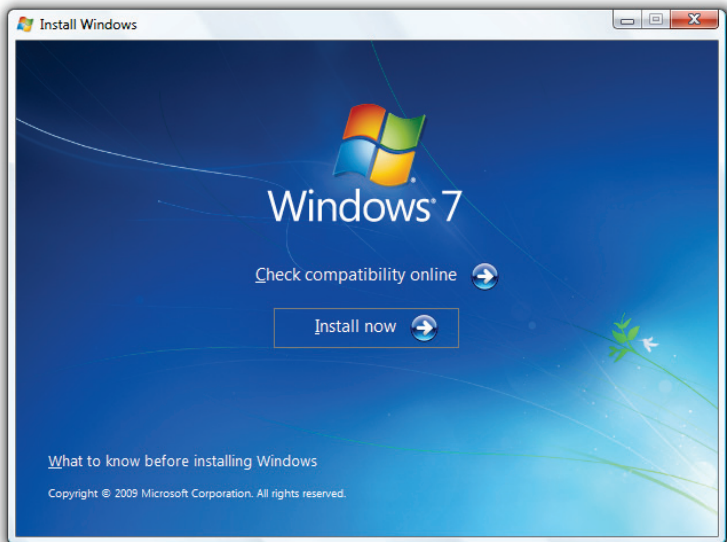 Install Windows
Windows® 7
Check compatibility online
Install now
What to know before installing Windows
Copyright © 2009 Microsoft Corporation. All rights reserved.